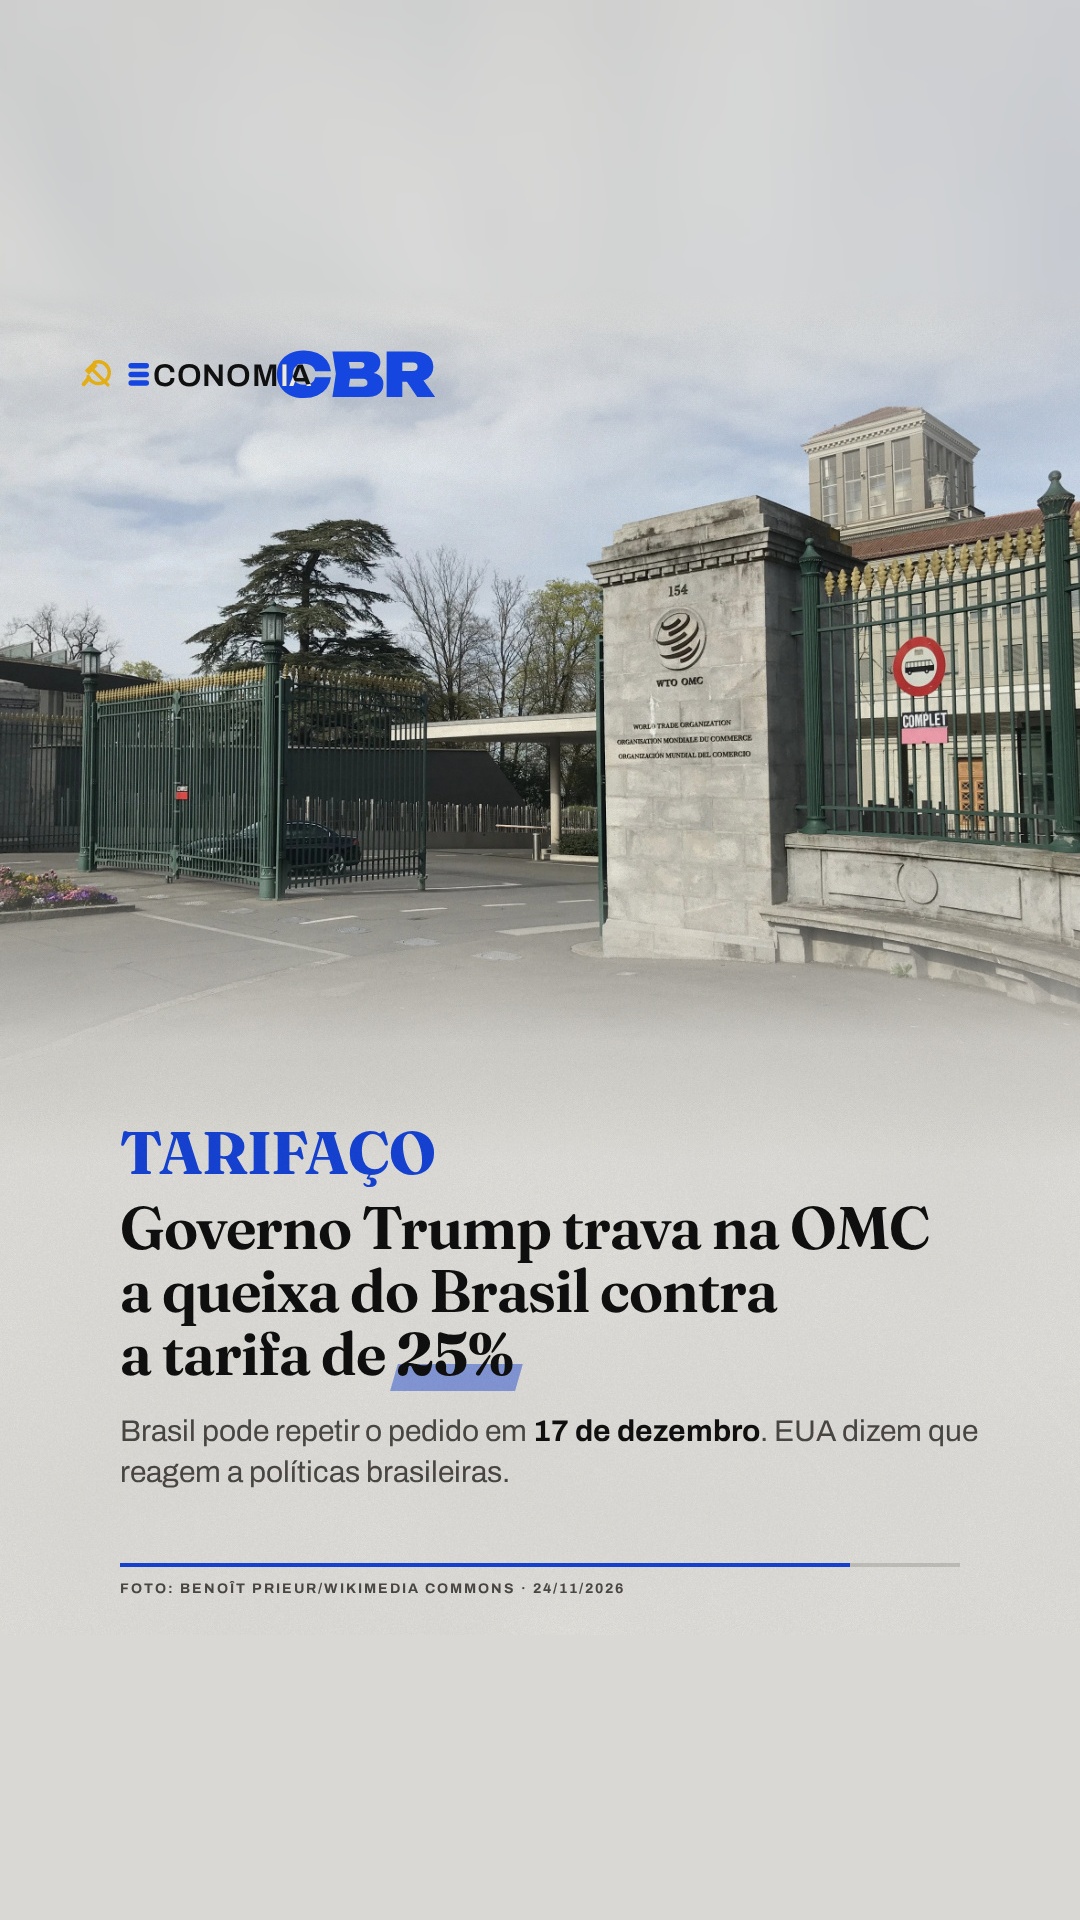 ECONOMIA CBR
154
WTO OMC
WORLD TRADE ORGANIZATION
ORGANISATION MONDIALE DU COMMERCE
ORGANIZACIÓN MUNDIAL DEL COMERCIO
COMPLET
TARIFAÇO
Governo Trump trava na OMC
a queixa do Brasil contra
a tarifa de 25%
Brasil pode repetir o pedido em 17 de dezembro. EUA dizem que
reagem a políticas brasileiras.
FOTO: BENOÎT PRIEUR/WIKIMEDIA COMMONS · 24/11/2026